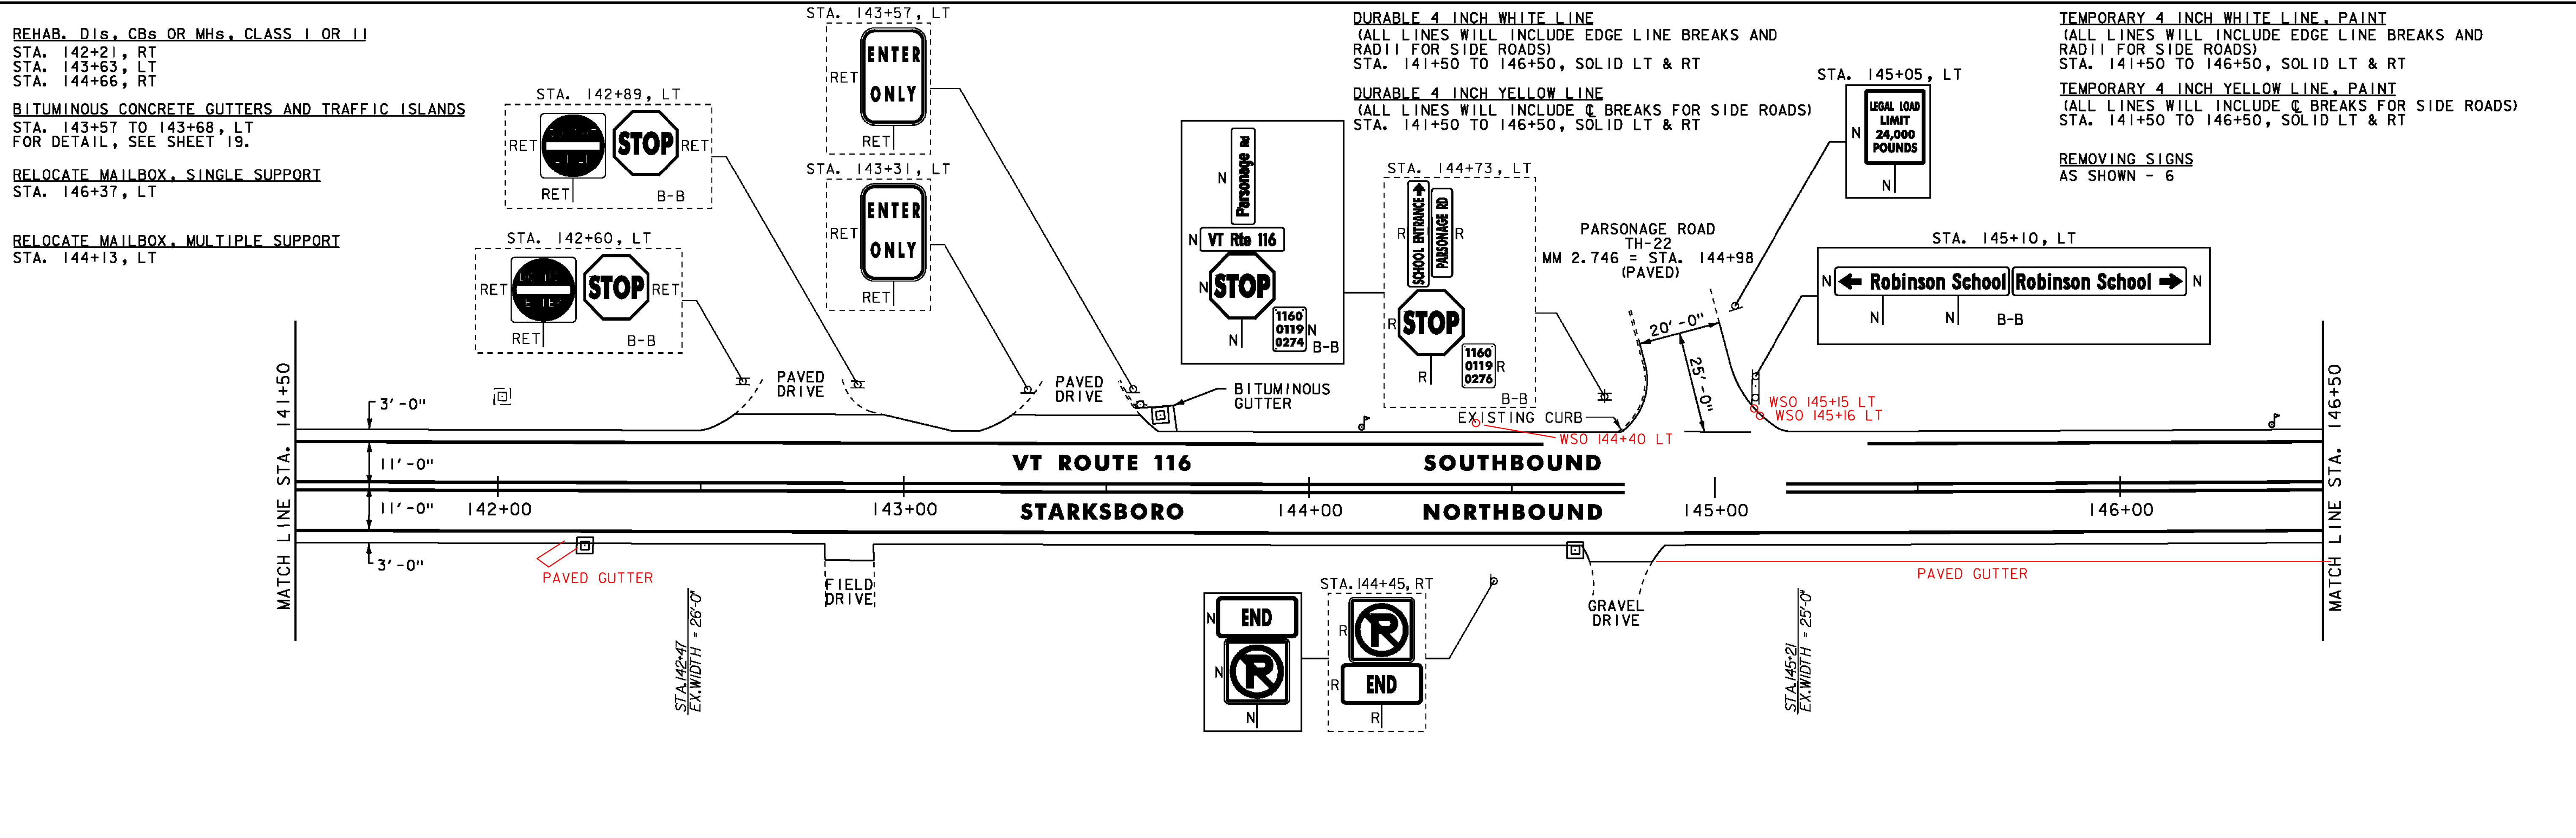 REHAB. DIs, CBs OR MHs, CLASS I OR II
STA. 142+21, RT
STA. 143+63, LT
STA. 144+66, RT
BITUMINOUS CONCRETE GUTTERS AND TRAFFIC ISLANDS
STA. 143+57 TO 143+68, LT
FOR DETAIL, SEE SHEET 19.
RELOCATE MAILBOX, SINGLE SUPPORT
STA. 146+37, LT
RELOCATE MAILBOX, MULTIPLE SUPPORT
STA. 144+13, LT
STA. 142+89, LT
RET
STOP
RET
RET
B-B
STA. 142+60, LT
RET
STOP
RET
RET
B-B
STA. 143+57, LT
ENTER
ONLY
RET
RET
STA. 143+31, LT
ENTER
ONLY
RET
RET
DURABLE 4 INCH WHITE LINE
(ALL LINES WILL INCLUDE EDGE LINE BREAKS AND
RADII FOR SIDE ROADS)
STA. 141+50 TO 146+50, SOLID LT & RT
DURABLE 4 INCH YELLOW LINE
(ALL LINES WILL INCLUDE ℄ BREAKS FOR SIDE ROADS)
STA. 141+50 TO 146+50, SOLID LT & RT
TEMPORARY 4 INCH WHITE LINE, PAINT
(ALL LINES WILL INCLUDE EDGE LINE BREAKS AND
RADII FOR SIDE ROADS)
STA. 141+50 TO 146+50, SOLID LT & RT
TEMPORARY 4 INCH YELLOW LINE, PAINT
(ALL LINES WILL INCLUDE ℄ BREAKS FOR SIDE ROADS)
STA. 141+50 TO 146+50, SOLID LT & RT
REMOVING SIGNS
AS SHOWN - 6
Parsonage Rd
N
N
VT Rte 116
N
STOP
N
1160
0119
0274
N
B-B
STA. 144+73, LT
SCHOOL ENTRANCE
PARSONAGE RD
R
R
R
STOP
R
1160
0119
0276
R
B-B
STA. 145+05, LT
LEGAL LOAD
LIMIT
24,000
POUNDS
N
N
PARSONAGE ROAD
TH-22
MM 2.746 = STA. 144+98
(PAVED)
STA. 145+10, LT
N
Robinson School
Robinson School
N
N
N
B-B
20'-0"
25'-0"
MATCH LINE STA. 141+50
3'-0"
11'-0"
11'-0"
3'-0"
PAVED
DRIVE
PAVED
DRIVE
BITUMINOUS
GUTTER
EXISTING CURB
WSO 144+40 LT
WSO 145+15 LT
WSO 145+16 LT
VT ROUTE 116
SOUTHBOUND
142+00
143+00
STARKSBORO
144+00
NORTHBOUND
145+00
146+00
MATCH LINE STA. 146+50
PAVED GUTTER
FIELD
DRIVE
GRAVEL
DRIVE
PAVED GUTTER
STA.142+47
EX.WIDTH = 26'-0"
STA.145+21
EX.WIDTH = 25'-0"
N
END
N
P
N
STA.144+45, RT
R
P
R
END
R